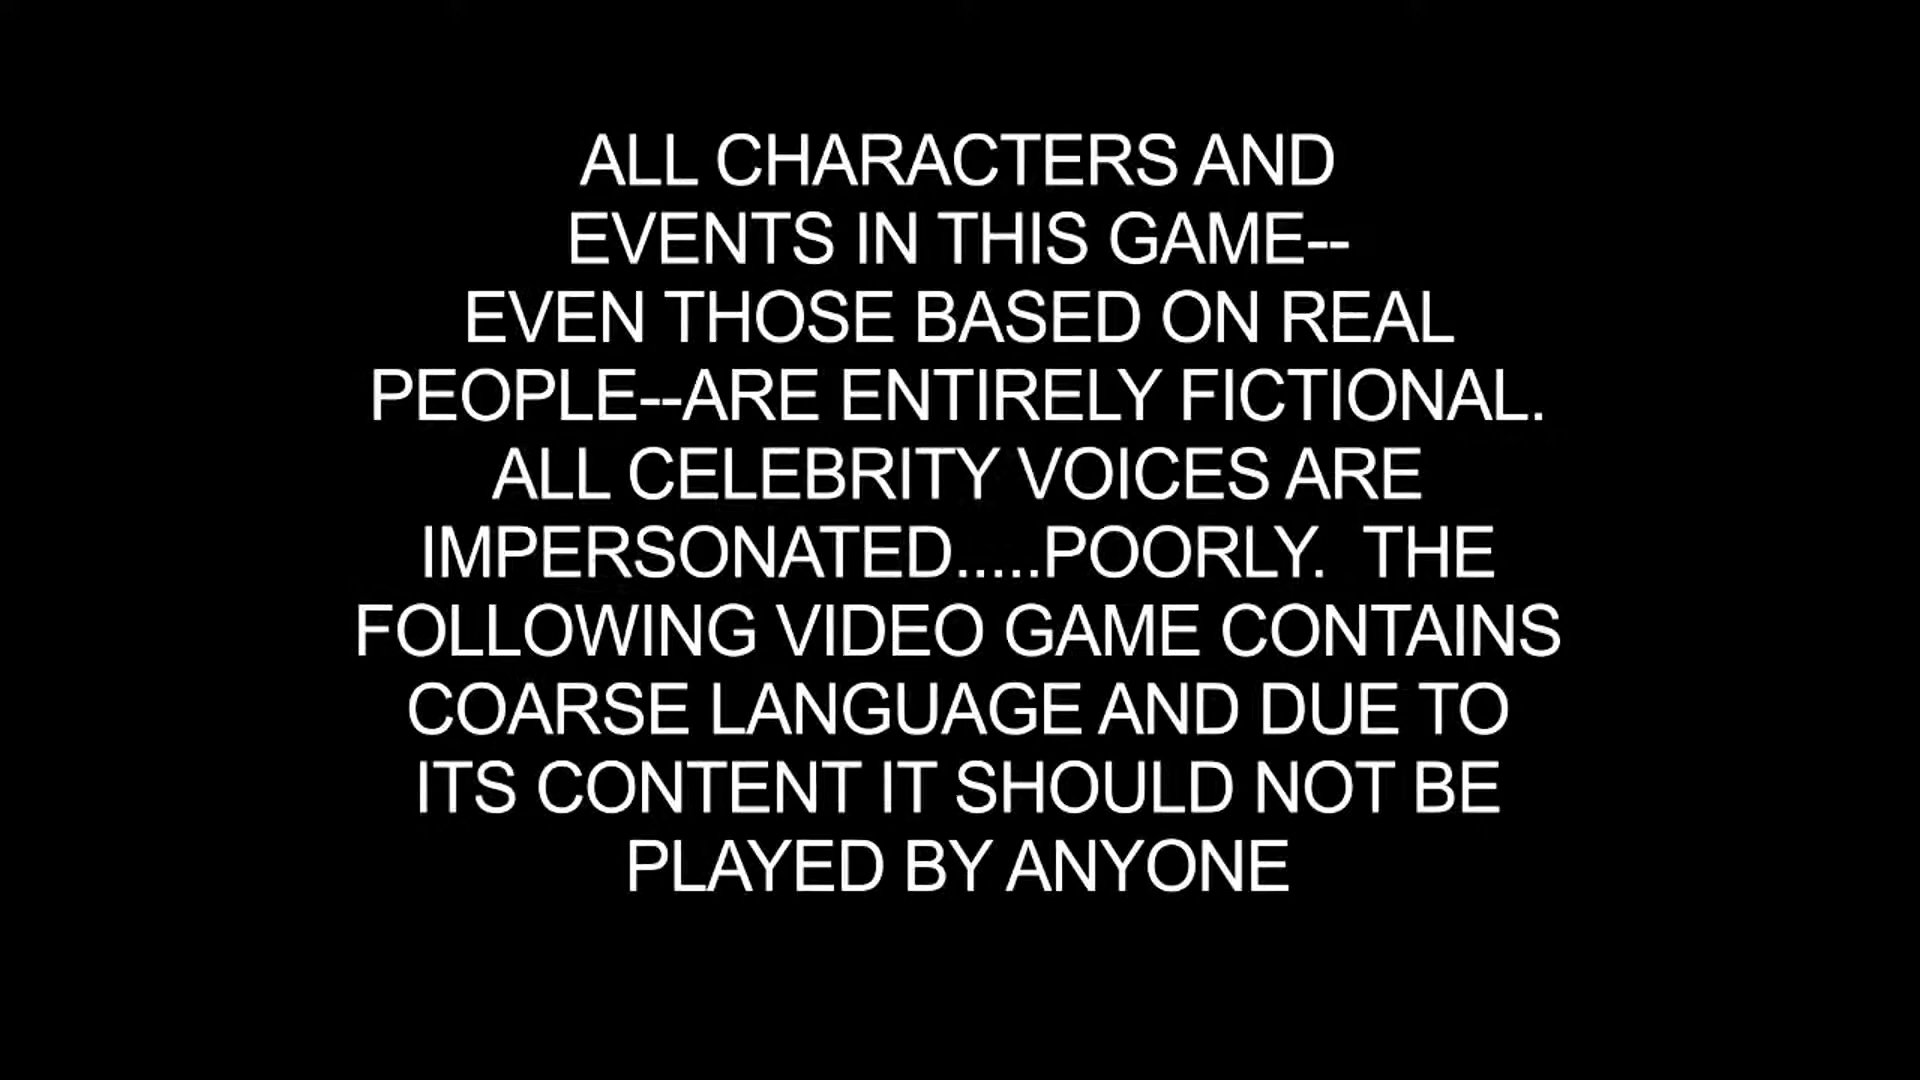 ALL CHARACTERS AND
EVENTS IN THIS GAME--
EVEN THOSE BASED ON REAL
PEOPLE--ARE ENTIRELY FICTIONAL.
ALL CELEBRITY VOICES ARE
IMPERSONATED.....POORLY.  THE
FOLLOWING VIDEO GAME CONTAINS
COARSE LANGUAGE AND DUE TO
ITS CONTENT IT SHOULD NOT BE
PLAYED BY ANYONE